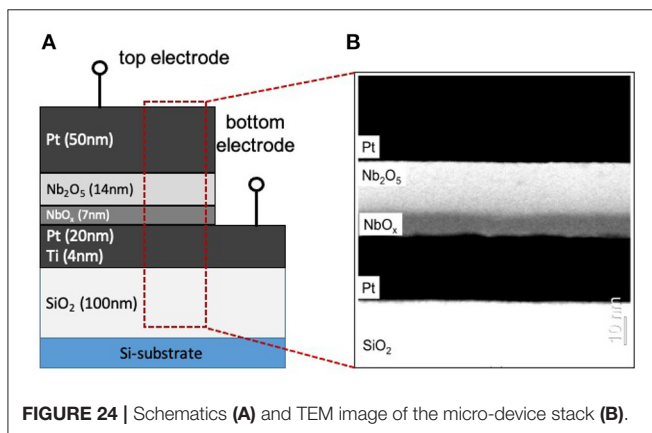 A
top electrode
bottom
electrode
Pt (50nm)
Nb₂O₅ (14nm)
NbOₓ (7nm)
Pt (20nm)
Ti (4nm)
SiO₂ (100nm)
Si-substrate
B
Pt
Nb₂O₅
NbOₓ
Pt
SiO₂
10 nm
FIGURE 24 | Schematics (A) and TEM image of the micro-device stack (B).